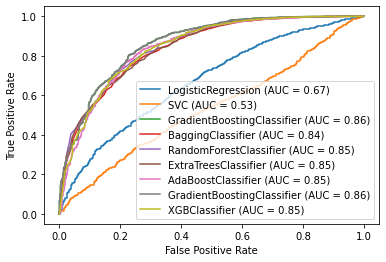 1.0
0.8
0.6
0.4
0.2
0.0
True Positive Rate
LogisticRegression (AUC = 0.67)
SVC (AUC = 0.53)
GradientBoostingClassifier (AUC = 0.86)
BaggingClassifier (AUC = 0.84)
RandomForestClassifier (AUC = 0.85)
ExtraTreesClassifier (AUC = 0.85)
AdaBoostClassifier (AUC = 0.85)
GradientBoostingClassifier (AUC = 0.86)
XGBClassifier (AUC = 0.85)
0.0 0.2 0.4 0.6 0.8 1.0
False Positive Rate